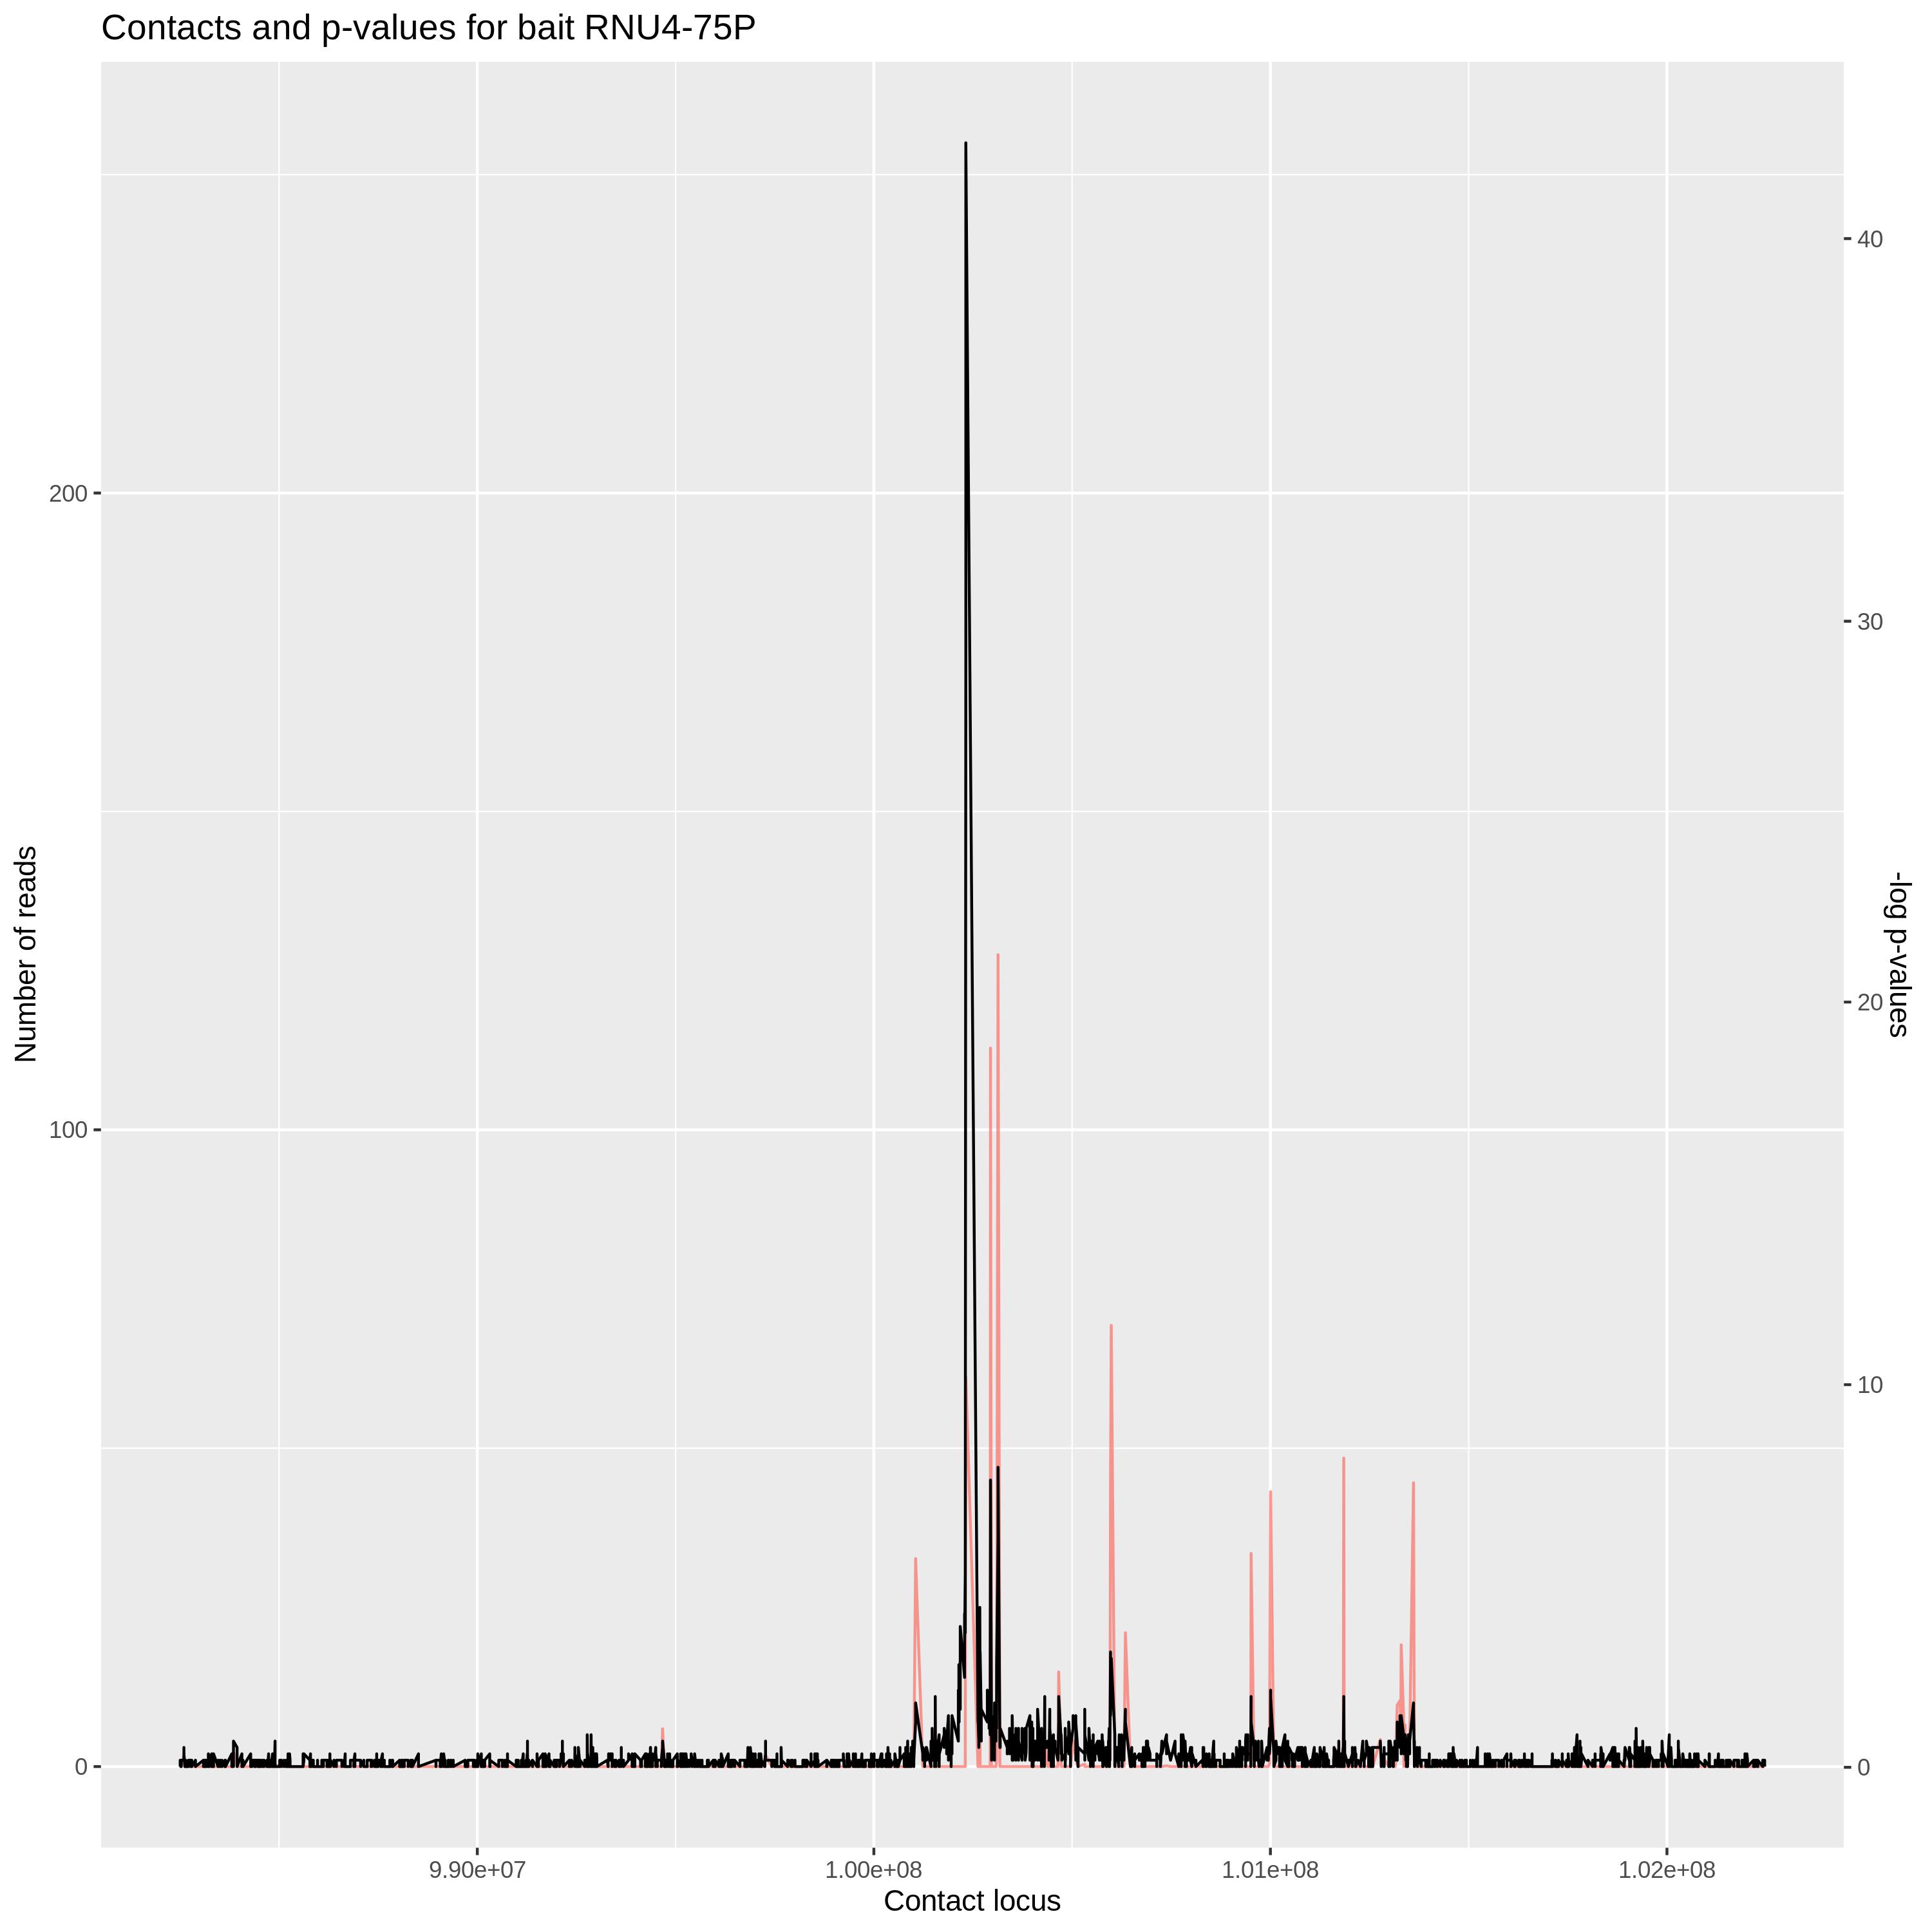 Contacts and p-values for bait RNU4-75P
Number of reads
200
100
0
40
30
20
10
0
-log p-values
9.90e+07
1.00e+08
1.01e+08
1.02e+08
Contact locus